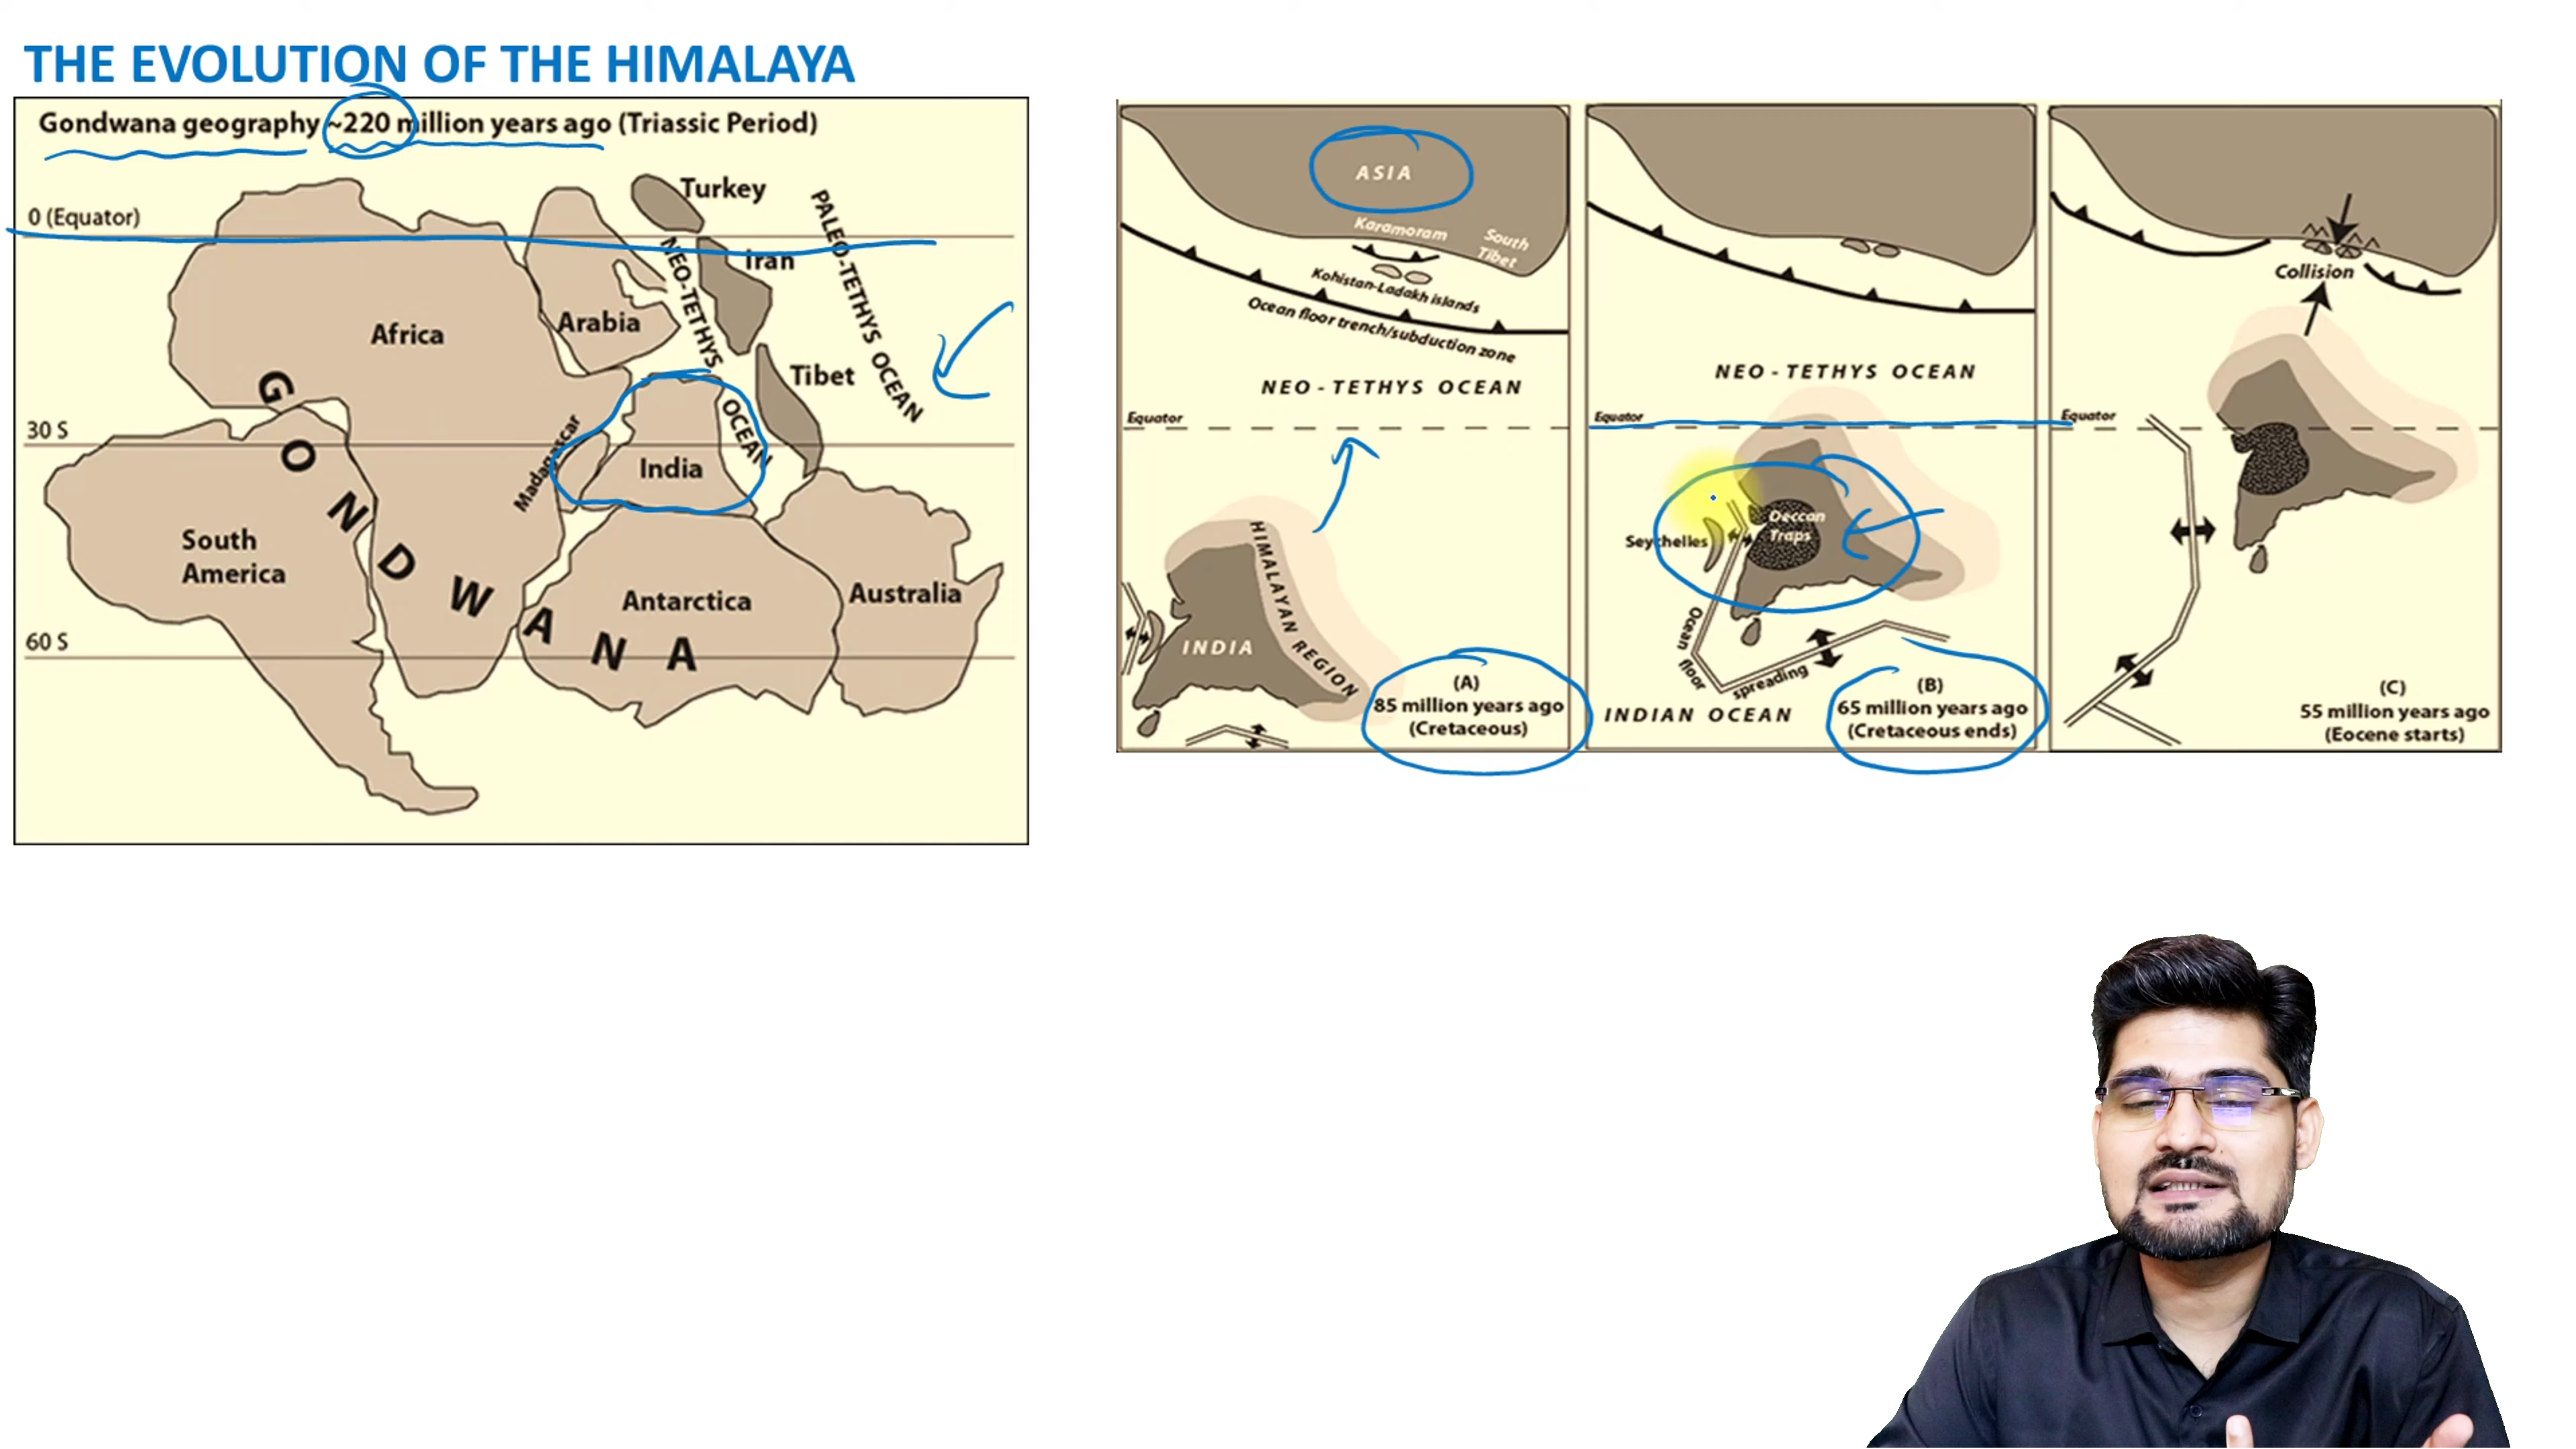 THE EVOLUTION OF THE HIMALAYA
Gondwana geography ~220 million years ago (Triassic Period)
0 (Equator)
30 S
60 S
Turkey
Iran
Tibet
PALEO-TETHYS OCEAN
NEO-TETHYS
OCEAN
Africa
Arabia
Madagascar
India
South
America
Antarctica
Australia
GONDWANA
ASIA
Karamoram
South
Tibet
Kohistan-Ladakh islands
Ocean floor trench/subduction zone
NEO-TETHYS OCEAN
Equator
HIMALAYAN REGION
INDIA
(A)
85 million years ago
(Cretaceous)
NEO-TETHYS OCEAN
Equator
Deccan
Traps
Seychelles
Ocean floor spreading
INDIAN OCEAN
(B)
65 million years ago
(Cretaceous ends)
Collision
Equator
(C)
55 million years ago
(Eocene starts)